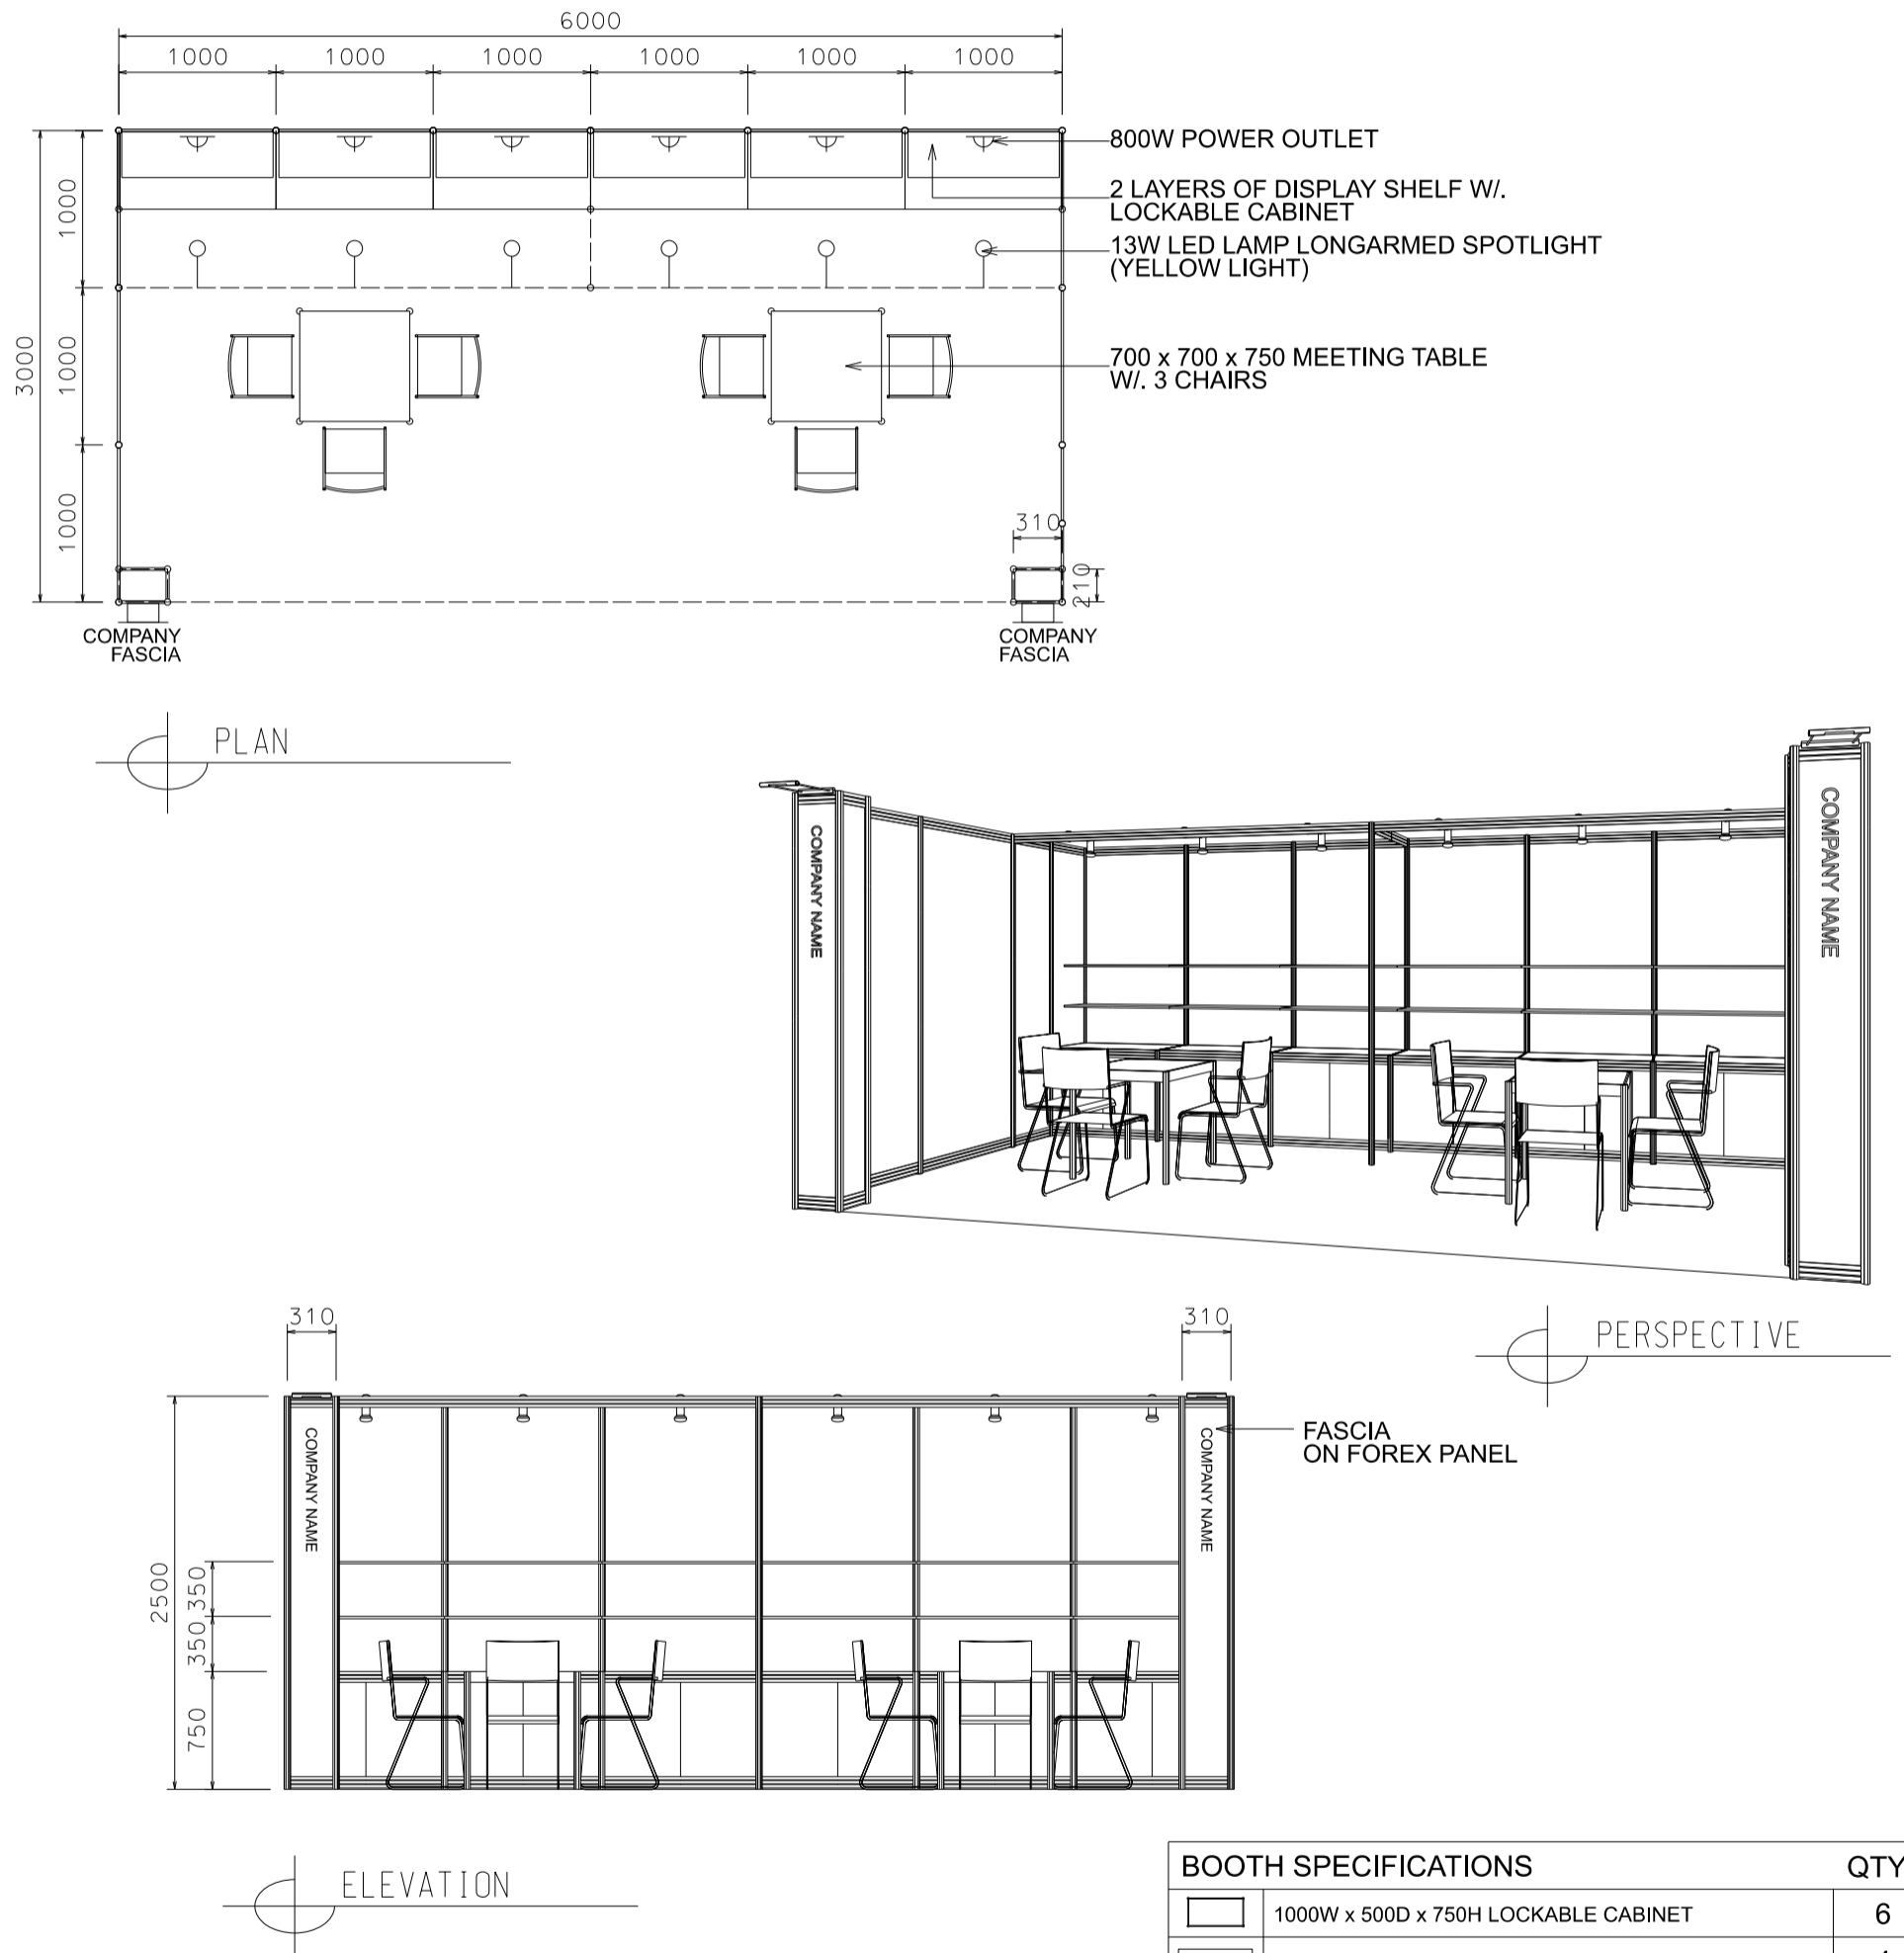 6000
1000 1000 1000 1000 1000 1000
800W POWER OUTLET
2 LAYERS OF DISPLAY SHELF W/.
LOCKABLE CABINET
13W LED LAMP LONGARMED SPOTLIGHT
(YELLOW LIGHT)
700 x 700 x 750 MEETING TABLE
W/. 3 CHAIRS
3000
1000
1000
1000
310
210
COMPANY
FASCIA
COMPANY
FASCIA
PLAN
COMPANY NAME
COMPANY NAME
PERSPECTIVE
310
310
COMPANY NAME
COMPANY NAME
FASCIA
ON FOREX PANEL
2500
350
350
750
ELEVATION
BOOTH SPECIFICATIONS QTY
1000W x 500D x 750H LOCKABLE CABINET 6